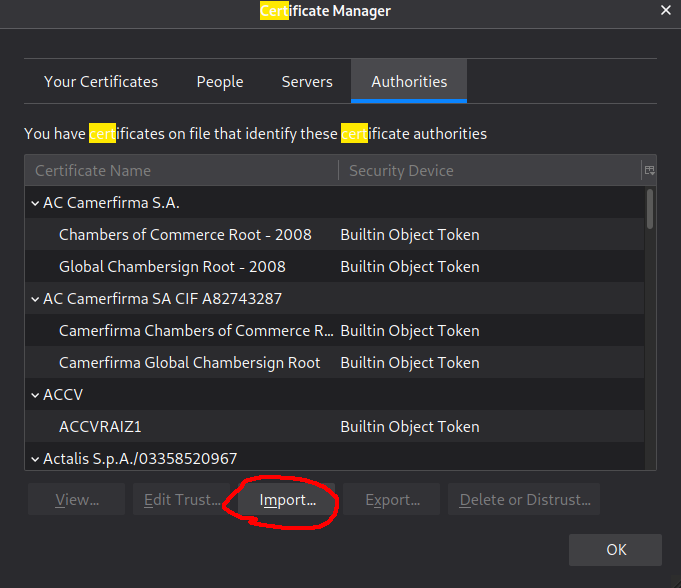 Certificate Manager
Your Certificates People Servers Authorities
You have certificates on file that identify these certificate authorities
Certificate Name Security Device
AC Camerfirma S.A.
Chambers of Commerce Root - 2008 Builtin Object Token
Global Chambersign Root - 2008 Builtin Object Token
AC Camerfirma SA CIF A82743287
Camerfirma Chambers of Commerce R... Builtin Object Token
Camerfirma Global Chambersign Root Builtin Object Token
ACCV
ACCVRAIZ1 Builtin Object Token
Actalis S.p.A./03358520967
View... Edit Trust... Import... Export... Delete or Distrust...
OK